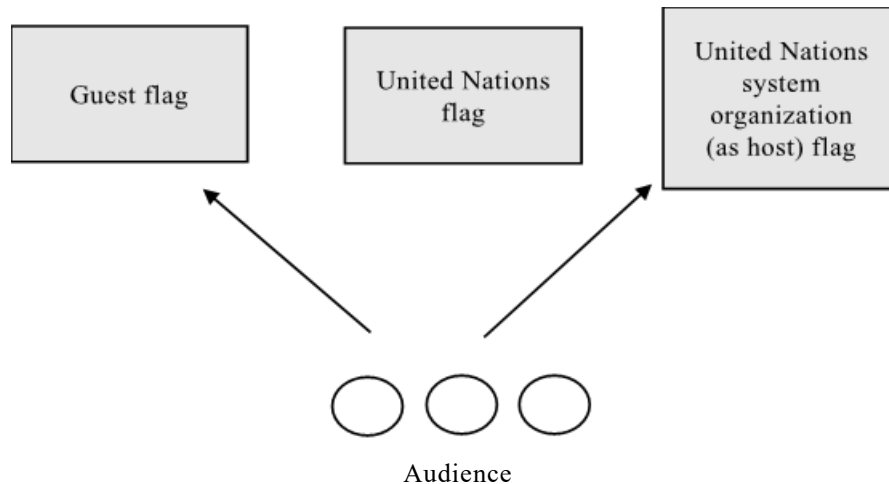 Guest flag
United Nations
flag
United Nations
system
organization
(as host) flag
Audience